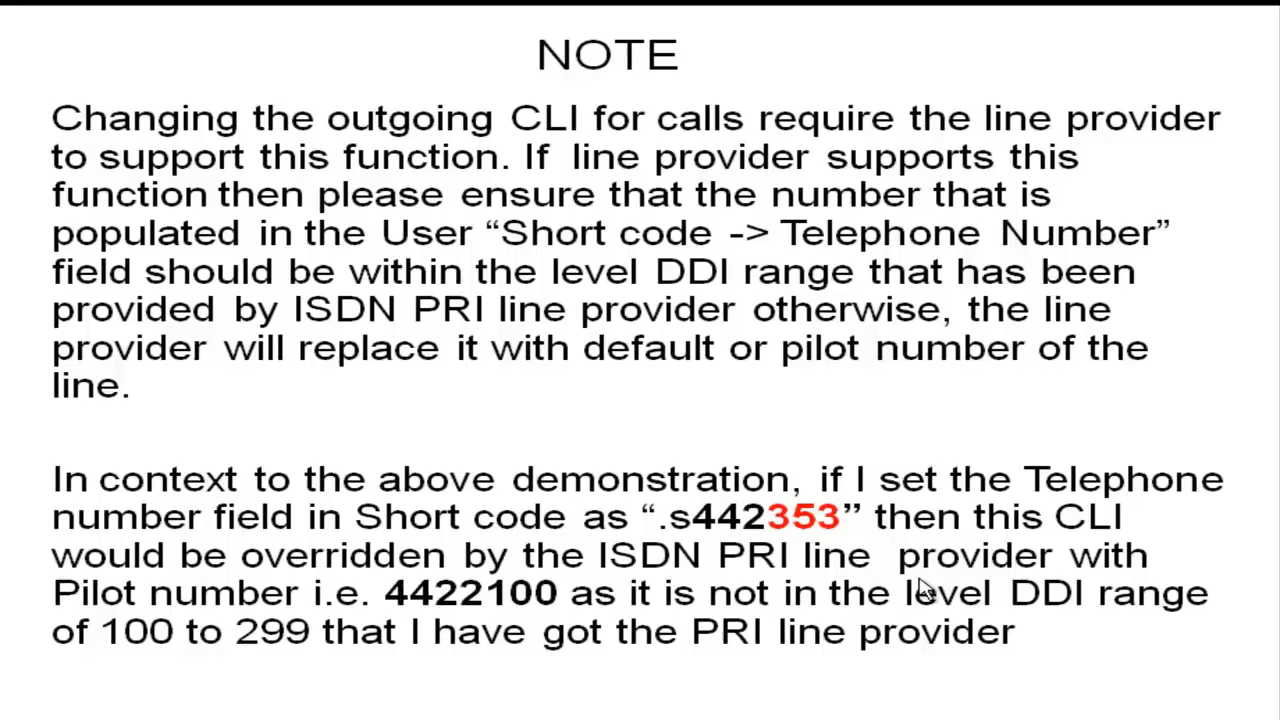 NOTE
Changing the outgoing CLI for calls require the line provider
to support this function. If line provider supports this
function then please ensure that the number that is
populated in the User “Short code -> Telephone Number”
field should be within the level DDI range that has been
provided by ISDN PRI line provider otherwise, the line
provider will replace it with default or pilot number of the
line.
In context to the above demonstration, if I set the Telephone
number field in Short code as “.s442353” then this CLI
would be overridden by the ISDN PRI line provider with
Pilot number i.e. 4422100 as it is not in the level DDI range
of 100 to 299 that I have got the PRI line provider